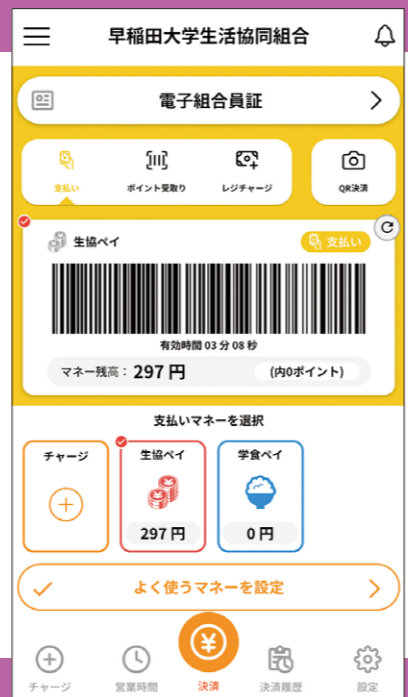 早稲田大学生活協同組合
電子組合員証
支払い
ポイント受取り
レジチャージ
QR決済
生協ペイ
支払い
有効時間 03 分 08 秒
マネー残高： 297 円 (内0ポイント)
支払いマネーを選択
チャージ
生協ペイ
297 円
学食ペイ
0 円
よく使うマネーを設定
チャージ
営業時間
決済
決済履歴
設定